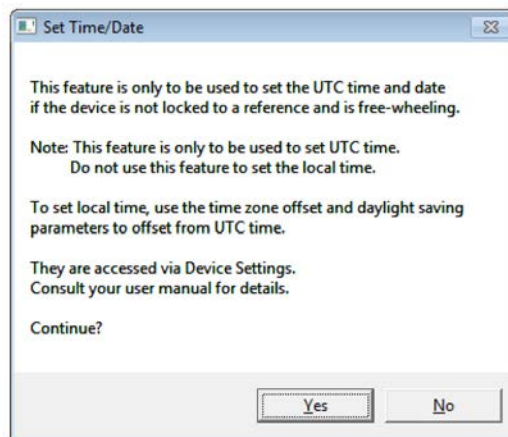 Set Time/Date
This feature is only to be used to set the UTC time and date
if the device is not locked to a reference and is free-wheeling.
Note: This feature is only to be used to set UTC time.
Do not use this feature to set the local time.
To set local time, use the time zone offset and daylight saving
parameters to offset from UTC time.
They are accessed via Device Settings.
Consult your user manual for details.
Continue?
Yes No